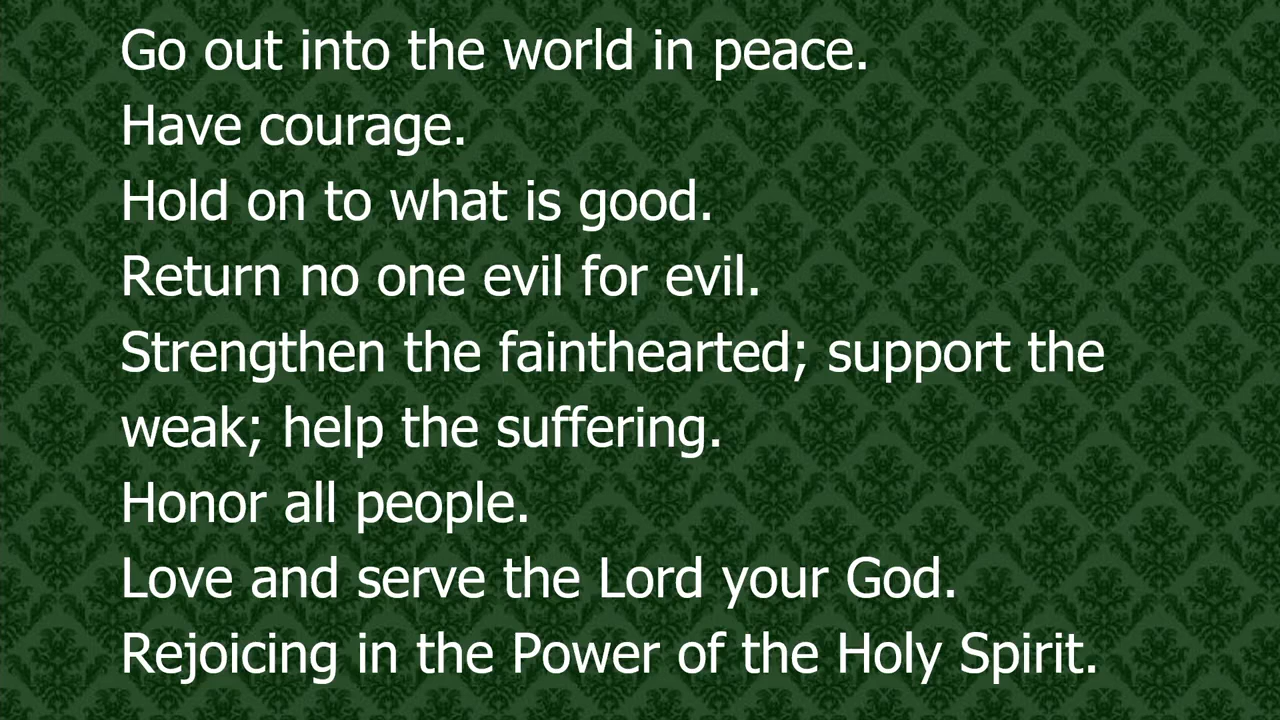 Go out into the world in peace.
Have courage.
Hold on to what is good.
Return no one evil for evil.
Strengthen the fainthearted; support the
weak; help the suffering.
Honor all people.
Love and serve the Lord your God.
Rejoicing in the Power of the Holy Spirit.